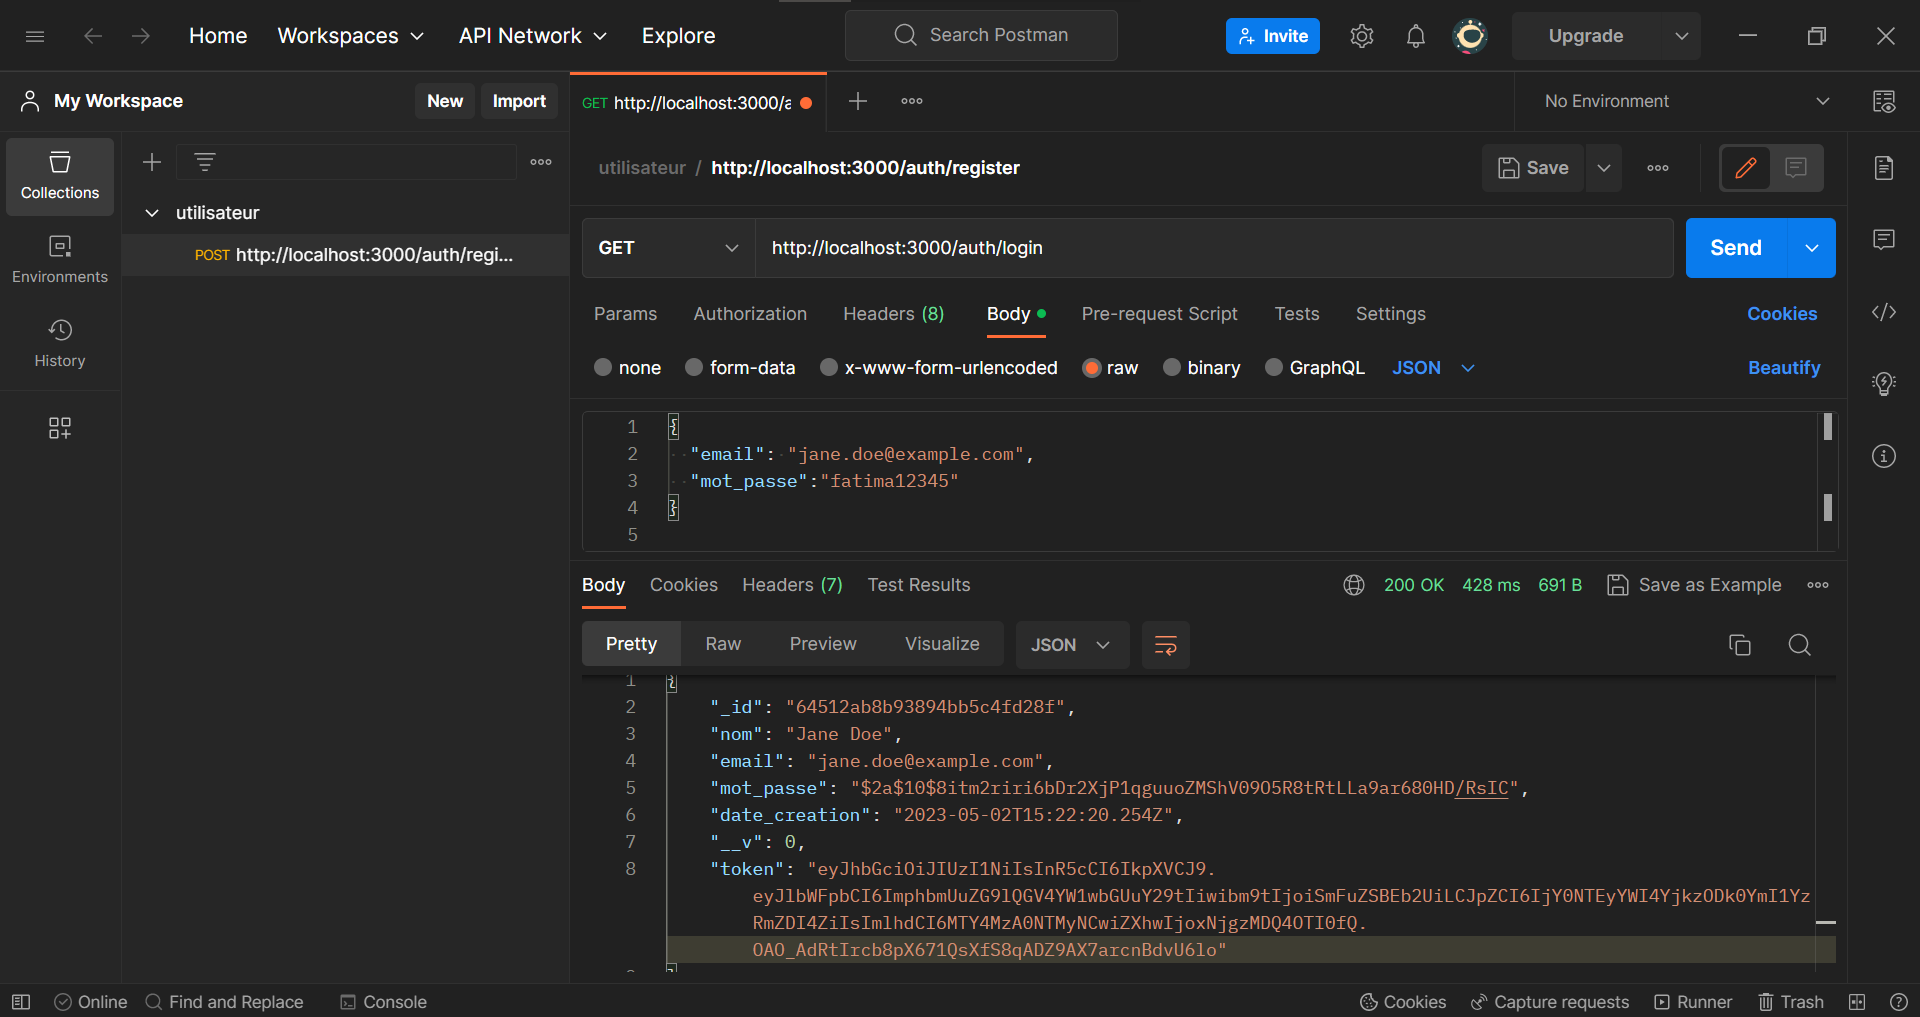 Home Workspaces API Network Explore Search Postman Invite Upgrade
My Workspace New Import GET http://localhost:3000/a No Environment
Collections
Environments
History
utilisateur
POST http://localhost:3000/auth/regi...
utilisateur / http://localhost:3000/auth/register Save
GET http://localhost:3000/auth/login Send
Params Authorization Headers (8) Body Pre-request Script Tests Settings Cookies
none form-data x-www-form-urlencoded raw binary GraphQL JSON Beautify
1 {
2 "email": "jane.doe@example.com",
3 "mot_passe":"fatima12345"
4 }
5
Body Cookies Headers (7) Test Results 200 OK 428 ms 691 B Save as Example
Pretty Raw Preview Visualize JSON
1 {
2 "_id": "64512ab8b93894bb5c4fd28f",
3 "nom": "Jane Doe",
4 "email": "jane.doe@example.com",
5 "mot_passe": "$2a$10$8itm2riri6bDr2XjP1qguuoZMShV09O5R8tRtLLa9ar680HD/RsIC",
6 "date_creation": "2023-05-02T15:22:20.254Z",
7 "__v": 0,
8 "token": "eyJhbGciOiJIUzI1NiIsInR5cCI6IkpXVCJ9.
eyJlbWFpbCI6ImphbmUuZG9lQGV4YW1wbGUuY29tIiwibm9tIjoiSmFuZSBEb2UiLCJpZCI6IjY0NTEyYWI4YjkzODk0YmI1Yz
RmZDI4ZiIsImlhdCI6MTY4MzA0NTMyNCwiZXhwIjoxNjgzMDQ4OTI0fQ.
OAO_AdRtIrcb8pX671QsXfS8qADZ9AX7arcnBdvU6lo"
Online Find and Replace Console Cookies Capture requests Runner Trash